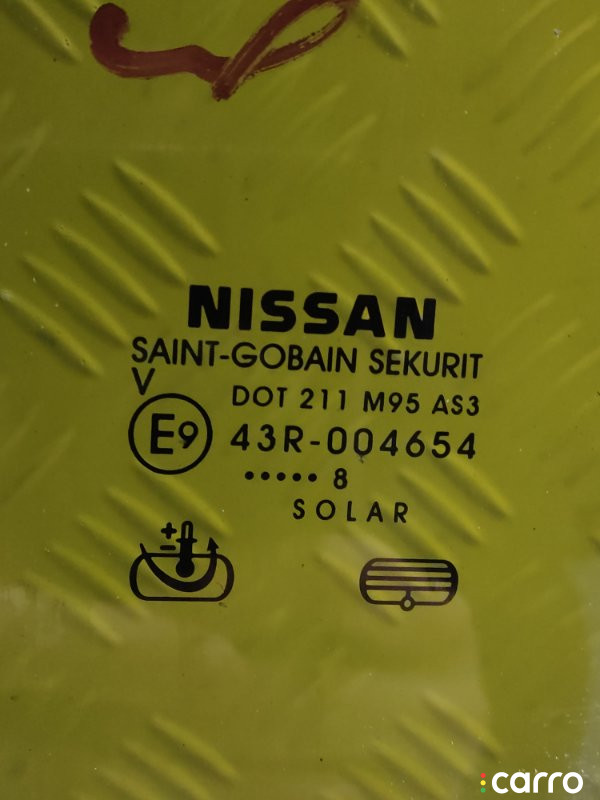 NISSAN
SAINT-GOBAIN SEKURIT
V
DOT 211 M95 AS3
E9
43R-004654
..... 8
SOLAR
+
-
carro